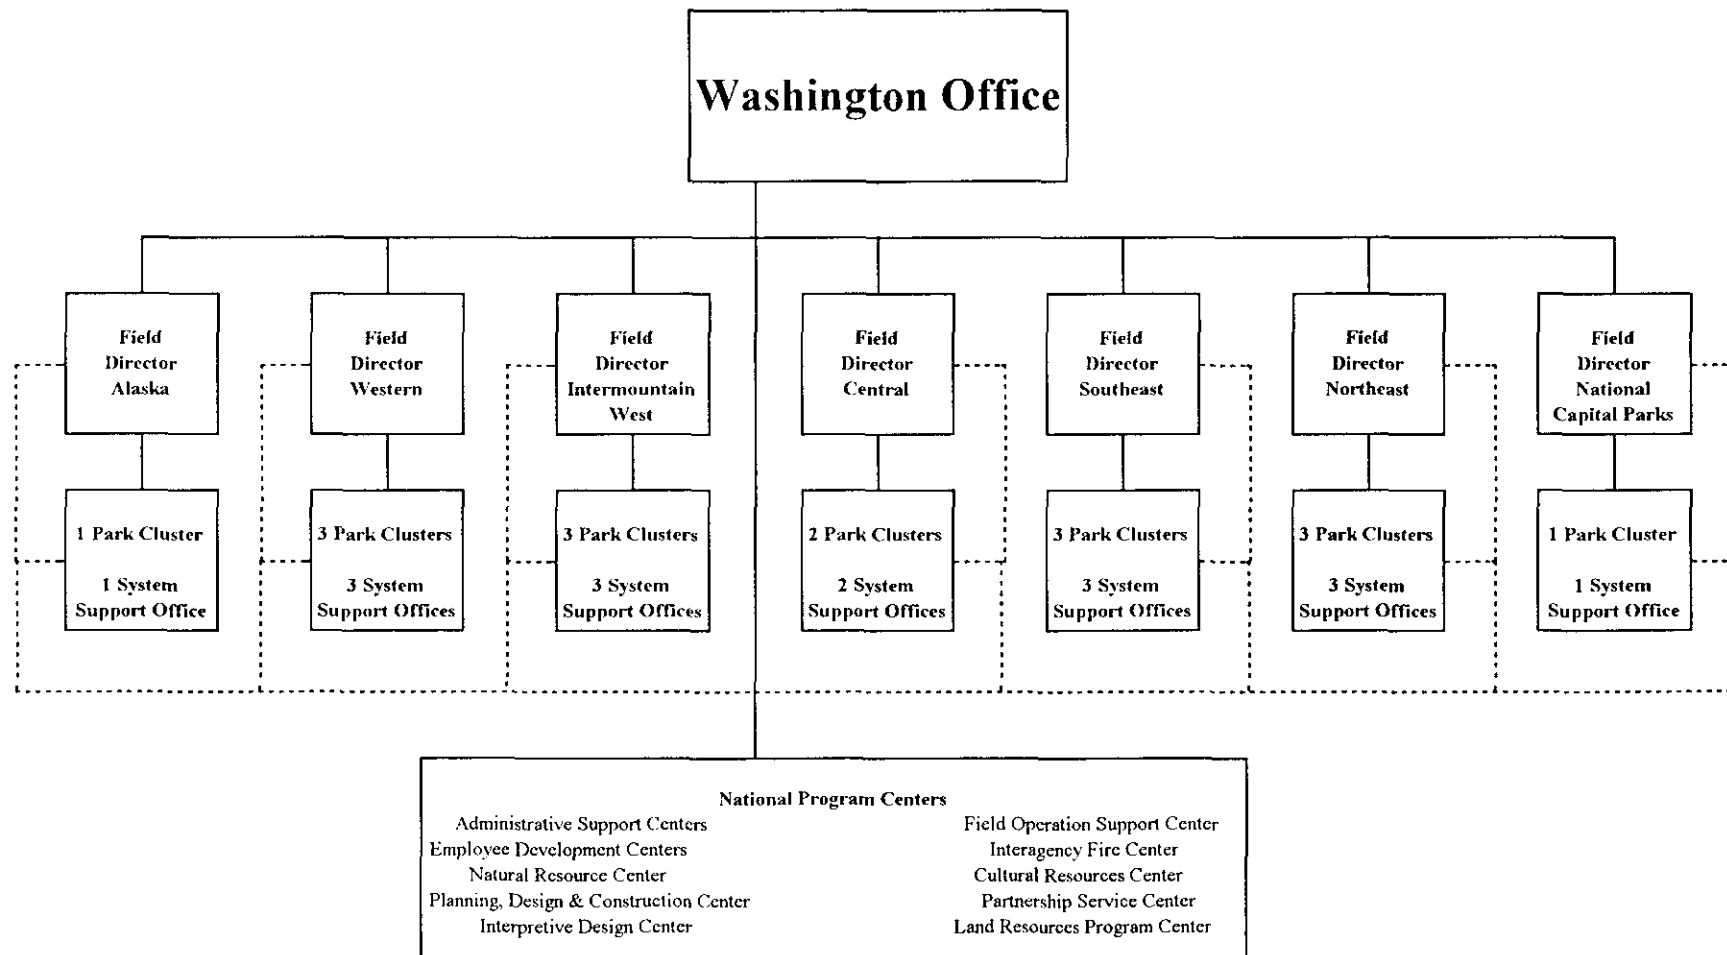 Washington Office
Field
Director
Alaska
Field
Director
Western
Field
Director
Intermountain
West
Field
Director
Central
Field
Director
Southeast
Field
Director
Northeast
Field
Director
National
Capital Parks
1 Park Cluster
1 System
Support Office
3 Park Clusters
3 System
Support Offices
3 Park Clusters
3 System
Support Offices
2 Park Clusters
2 System
Support Offices
3 Park Clusters
3 System
Support Offices
3 Park Clusters
3 System
Support Offices
1 Park Cluster
1 System
Support Office
National Program Centers
Administrative Support Centers
Employee Development Centers
Natural Resource Center
Planning, Design & Construction Center
Interpretive Design Center
Field Operation Support Center
Interagency Fire Center
Cultural Resources Center
Partnership Service Center
Land Resources Program Center